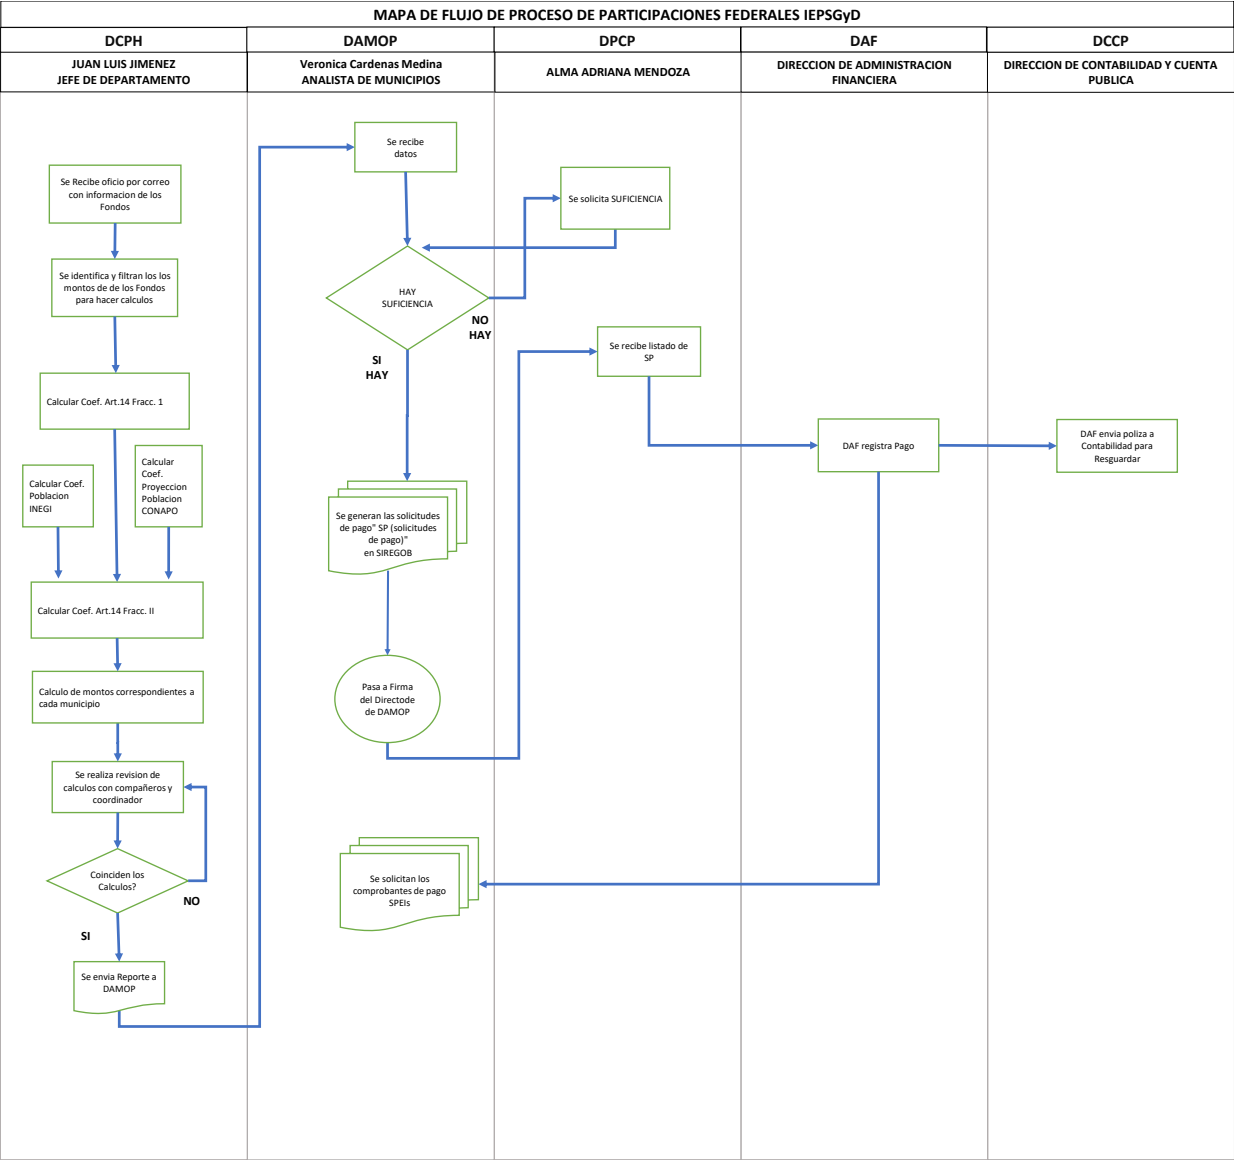 MAPA DE FLUJO DE PROCESO DE PARTICIPACIONES FEDERALES IEPSGyD
DCPH
DAMOP
DPCP
DAF
DCCP
JUAN LUIS JIMENEZ
JEFE DE DEPARTAMENTO
Veronica Cardenas Medina
ANALISTA DE MUNICIPIOS
ALMA ADRIANA MENDOZA
DIRECCION DE ADMINISTRACION
FINANCIERA
DIRECCION DE CONTABILIDAD Y CUENTA
PUBLICA
Se Recibe oficio por correo
con informacion de los
Fondos
Se identifica y filtran los los
montos de de los Fondos
para hacer calculos
Calcular Coef. Art.14 Fracc. 1
Calcular Coef.
Poblacion
INEGI
Calcular
Coef.
Proyeccion
Poblacion
CONAPO
Calcular Coef. Art.14 Fracc. II
Calculo de montos correspondientes a
cada municipio
Se realiza revision de
calculos con compañeros y
coordinador
Coinciden los
Calculos?
NO
SI
Se envia Reporte a
DAMOP
Se recibe
datos
HAY
SUFICIENCIA
NO
HAY
SI
HAY
Se generan las solicitudes
de pago" SP (solicitudes
de pago)"
en SIREGOB
Pasa a Firma
del Directode
de DAMOP
Se solicitan los
comprobantes de pago
SPEIs
Se solicita SUFICIENCIA
Se recibe listado de
SP
DAF registra Pago
DAF envia poliza a
Contabilidad para
Resguardar